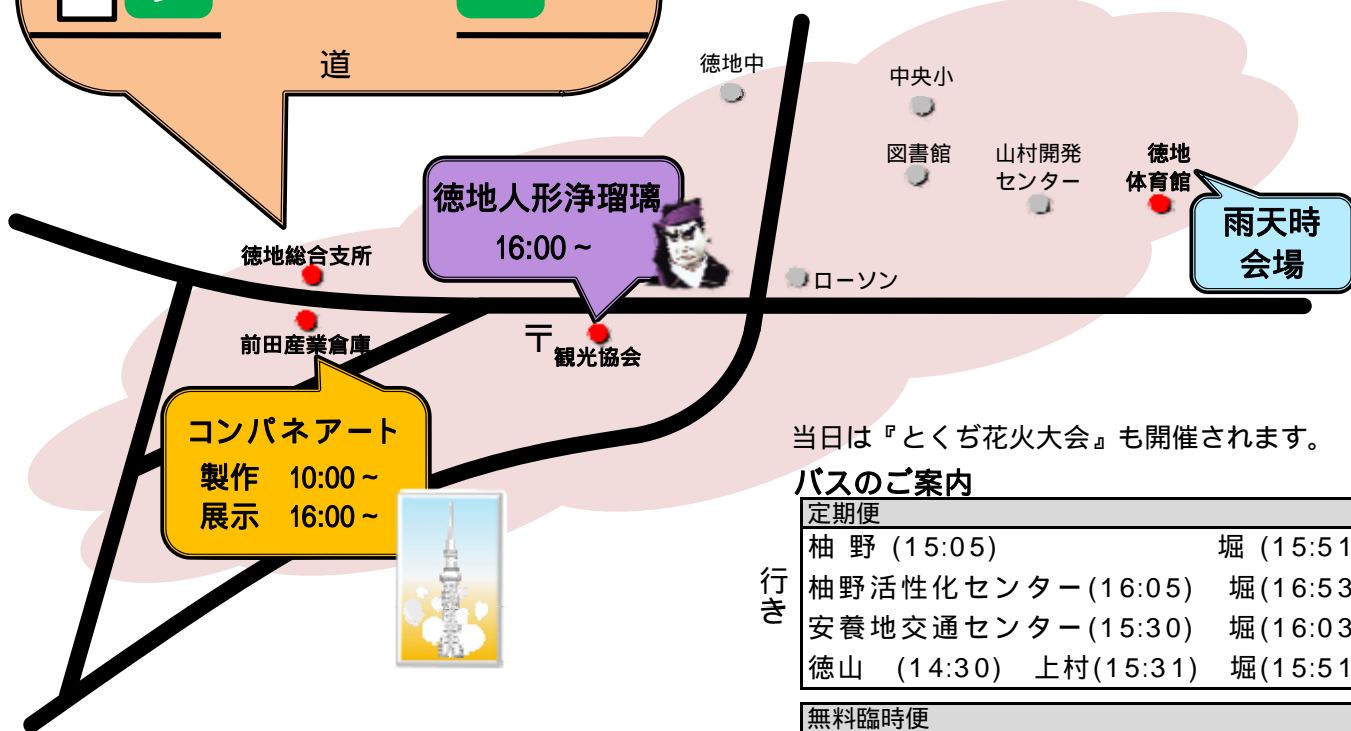 道
徳地中
中央小
図書館
山村開発
センター
徳地
体育館
雨天時
会場
徳地人形浄瑠璃
16:00~
徳地総合支所
ローソン
前田産業倉庫
〒
観光協会
コンパネアート
製作 10:00~
展示 16:00~
当日は『とくぢ花火大会』も開催されます。
バスのご案内
定期便
行き
柚 野 (15:05) 堀 (15:51
柚野活性化センター(16:05) 堀(16:53
安養地交通センター(15:30) 堀(16:03
徳山 (14:30) 上村(15:31) 堀(15:51
無料臨時便